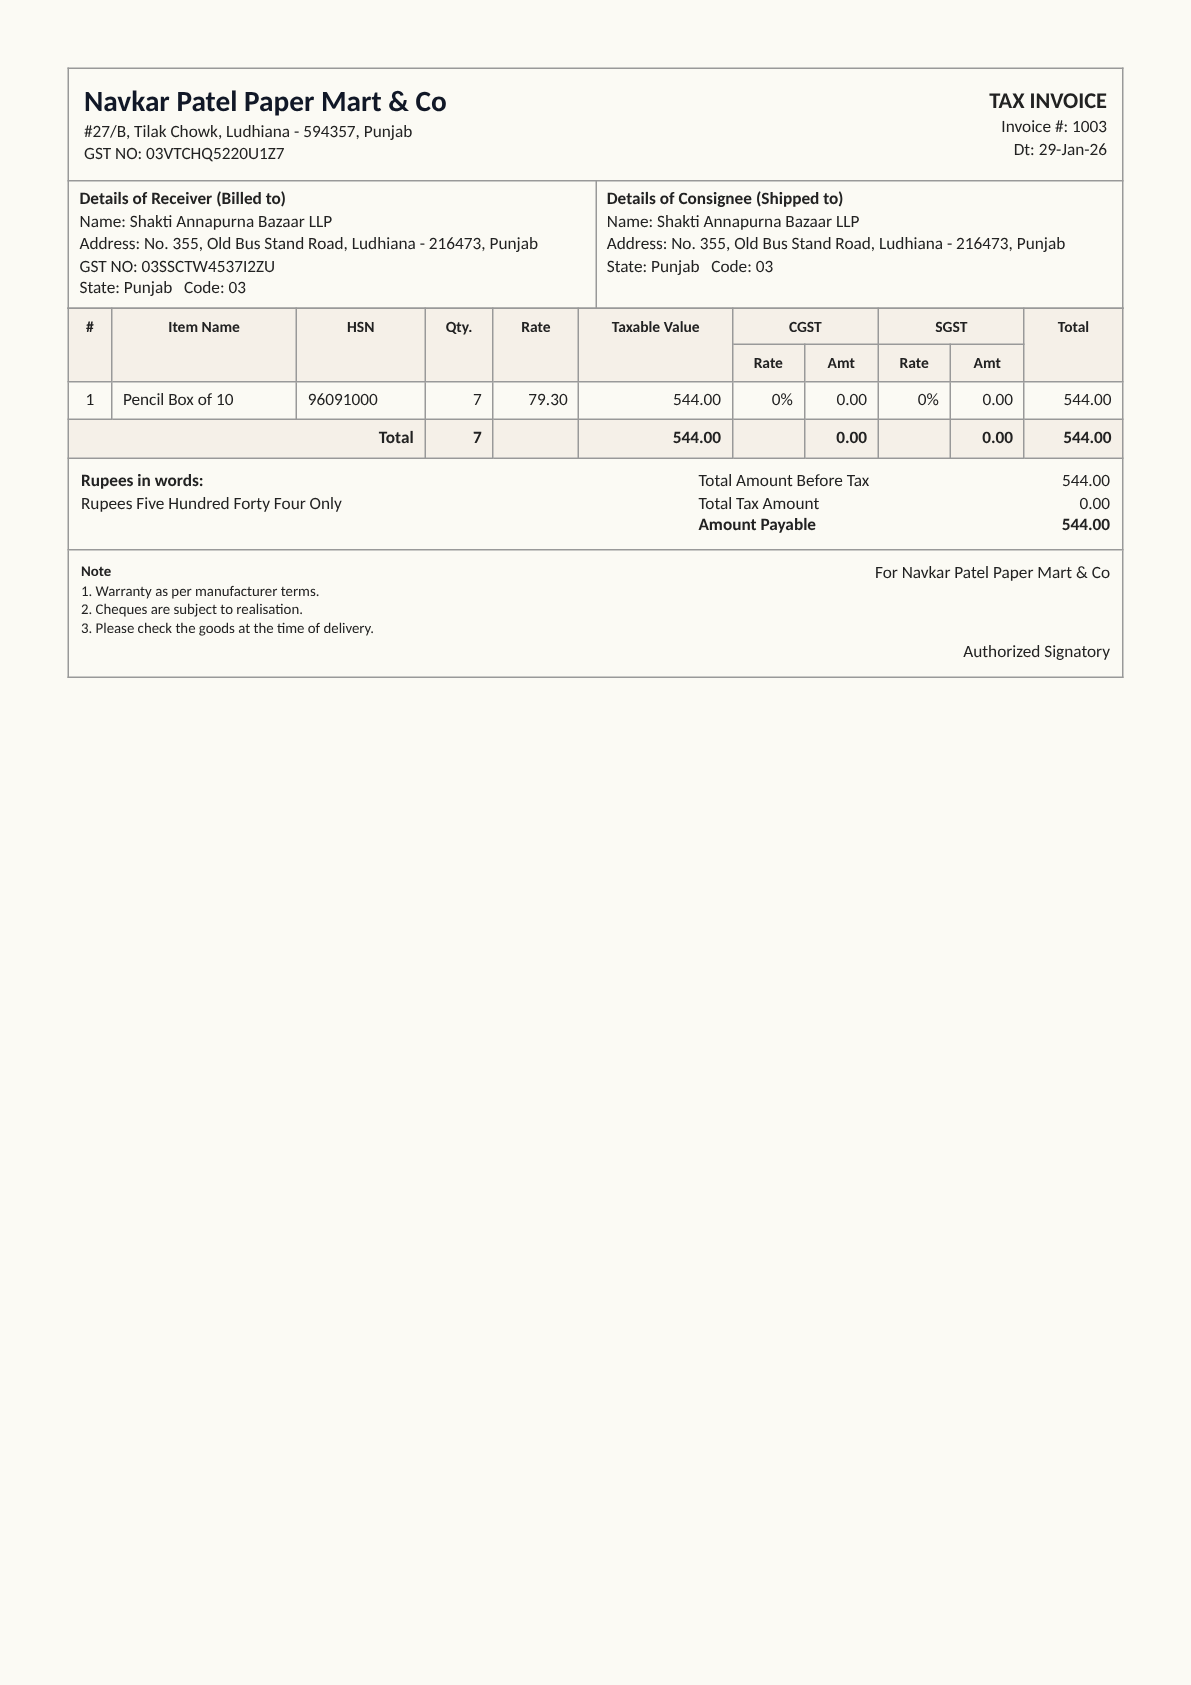 Navkar Patel Paper Mart & Co
#27/B, Tilak Chowk, Ludhiana - 594357, Punjab
GST NO: 03VTCHQ5220U1Z7
TAX INVOICE
Invoice #: 1003
Dt: 29-Jan-26
Details of Receiver (Billed to)
Name: Shakti Annapurna Bazaar LLP
Address: No. 355, Old Bus Stand Road, Ludhiana - 216473, Punjab
GST NO: 03SSCTW4537I2ZU
State: Punjab Code: 03
Details of Consignee (Shipped to)
Name: Shakti Annapurna Bazaar LLP
Address: No. 355, Old Bus Stand Road, Ludhiana - 216473, Punjab
State: Punjab Code: 03
# Item Name HSN Qty. Rate Taxable Value CGST SGST Total
Rate Amt Rate Amt
1 Pencil Box of 10 96091000 7 79.30 544.00 0% 0.00 0% 0.00 544.00
Total 7 544.00 0.00 0.00 544.00
Rupees in words:
Rupees Five Hundred Forty Four Only
Total Amount Before Tax 544.00
Total Tax Amount 0.00
Amount Payable 544.00
Note
1. Warranty as per manufacturer terms.
2. Cheques are subject to realisation.
3. Please check the goods at the time of delivery.
For Navkar Patel Paper Mart & Co
Authorized Signatory